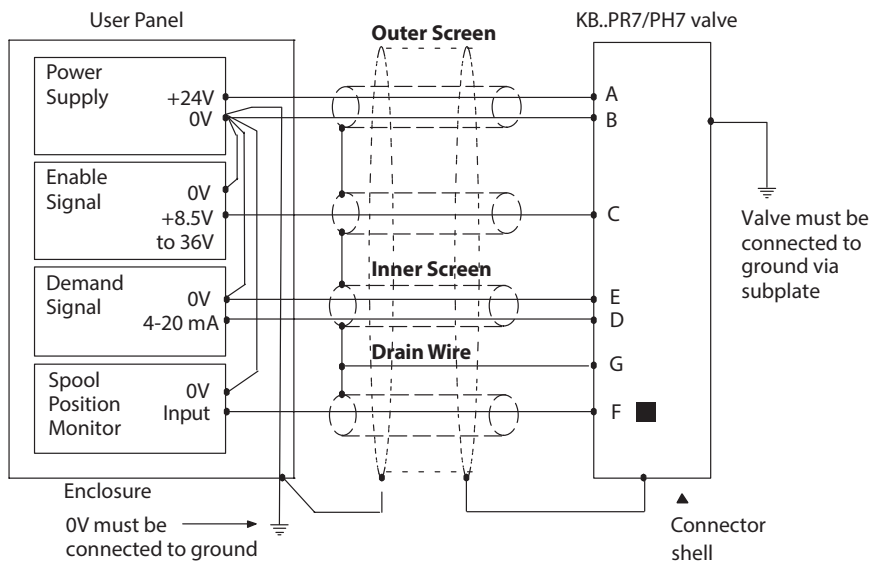 User Panel
Outer Screen
KB..PR7/PH7 valve
Power
Supply
+24V
0V
A
B
Enable
Signal
0V
+8.5V
to 36V
C
Valve must be
connected to
ground via
subplate
Inner Screen
Demand
Signal
0V
4-20 mA
E
D
Drain Wire
G
Spool
Position
Monitor
0V
Input
F
Enclosure
0V must be
connected to ground
Connector
shell